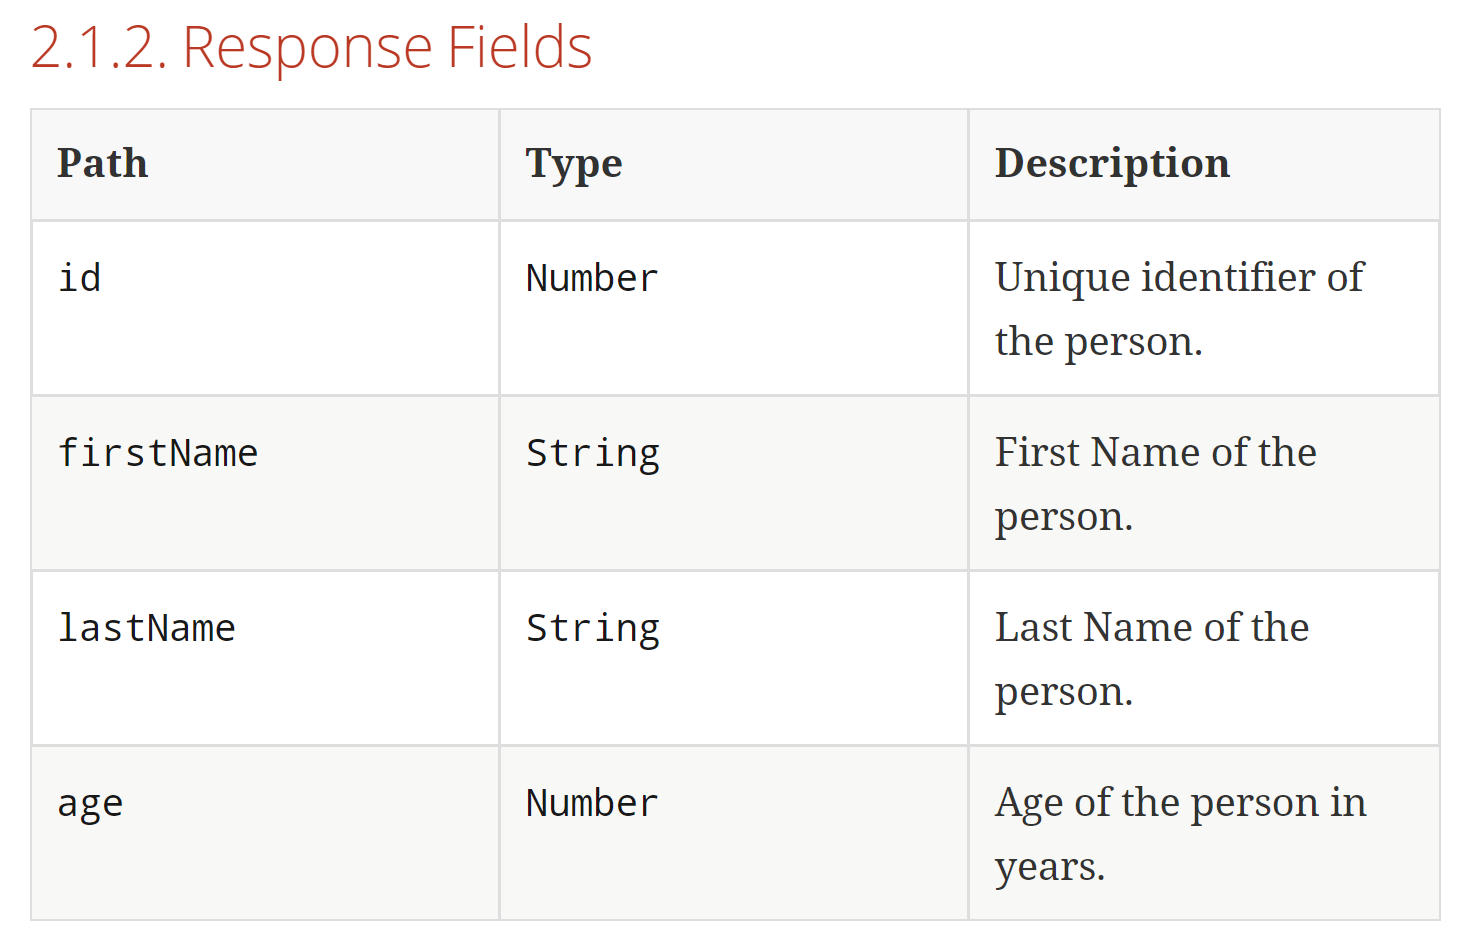 2.1.2. Response Fields
Path Type Description
id Number Unique identifier of
the person.
firstName String First Name of the
person.
lastName String Last Name of the
person.
age Number Age of the person in
years.